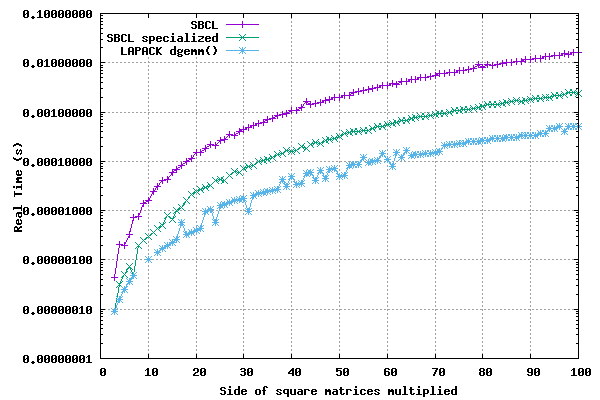 SBCL
SBCL specialized
LAPACK dgemm()
Real Time (s)
0.10000000
0.01000000
0.00100000
0.00010000
0.00001000
0.00000100
0.00000010
0.00000001
0 10 20 30 40 50 60 70 80 90 100
Side of square matrices multiplied